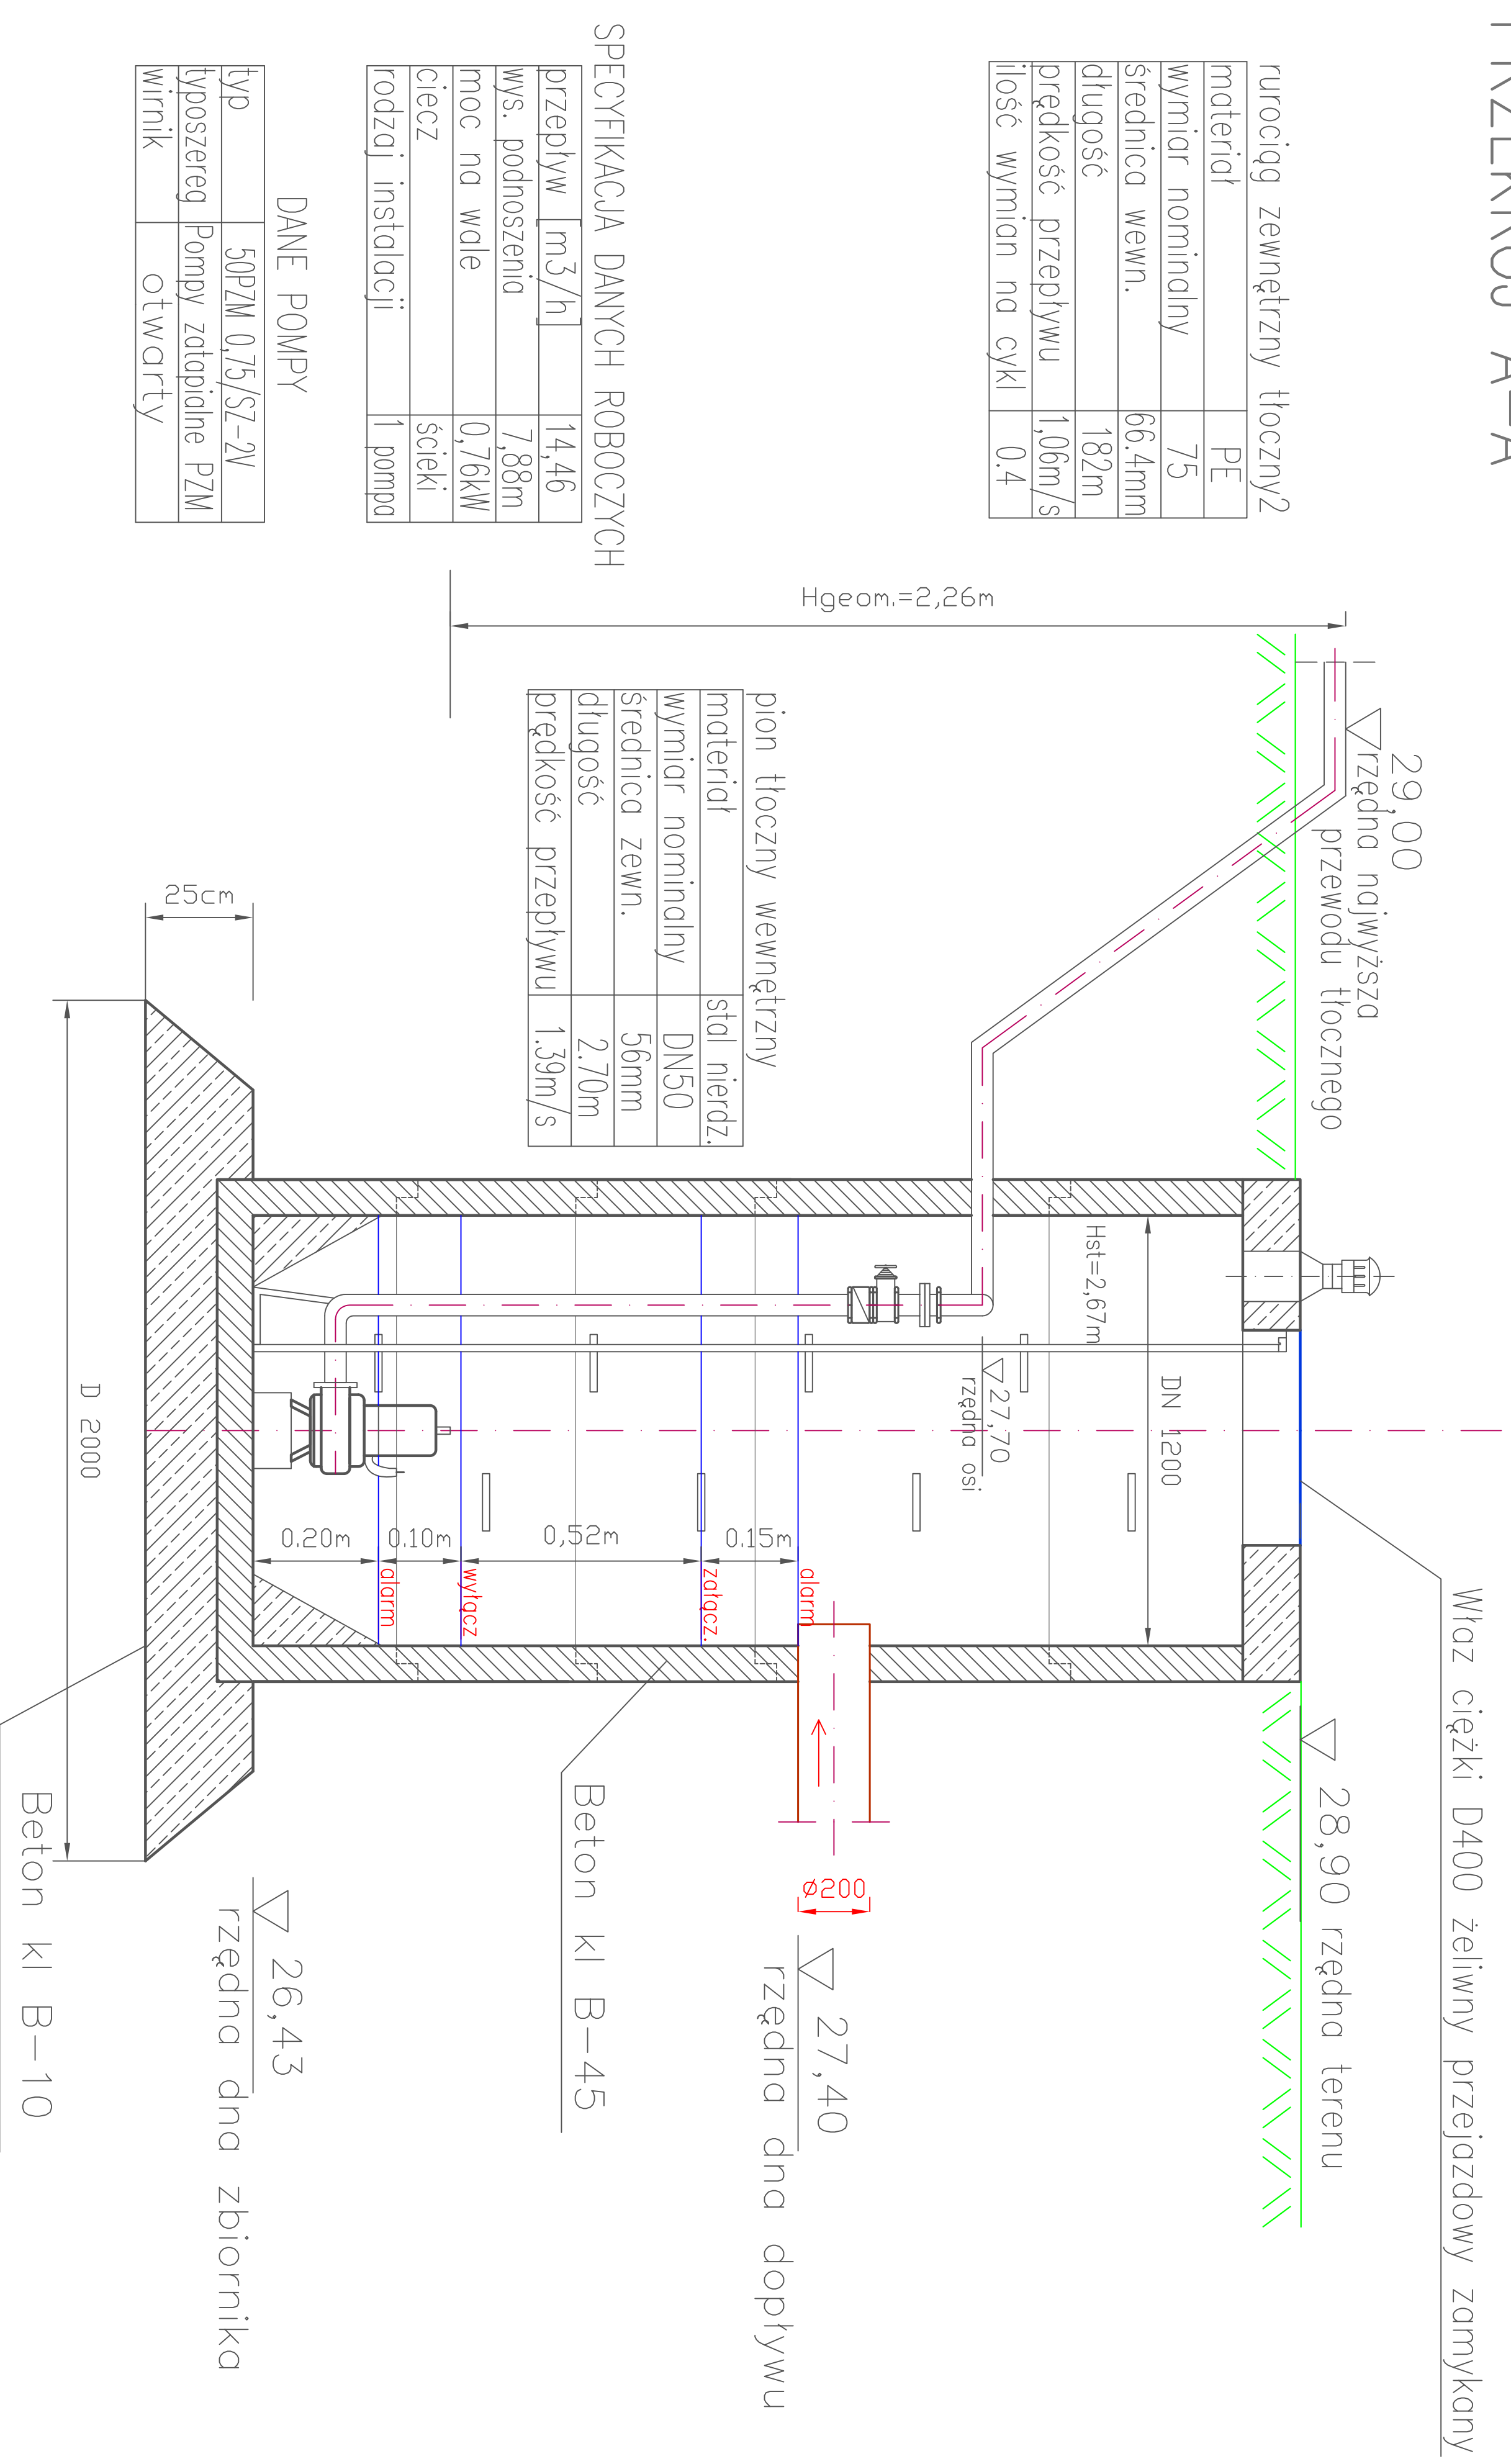 PRZEKRÓJ A-A
rurociąg zewnętrzny tłoczny2
materiał PE
wymiar nominalny 75
średnica wewn. 66.4mm
długość 182m
prędkość przepływu 1,06m/s
ilość wymian na cykl 0.4
SPECYFIKACJA DANYCH ROBOCZYCH
przepływ [m3/h] 14,46
wys. podnoszenia 7,88m
moc na wale 0,76kW
ciecz ścieki
rodzaj instalacji 1 pompa
DANE POMPY
typ 50PZM 0,75/SZ-2V
typoszereg Pompy zatapialne PZM
wirnik otwarty
Hgeom.=2,26m
29,00
rzędna najwyższa
przewodu tłocznego
pion tłoczny wewnętrzny
materiał stal nierdz.
wymiar nominalny DN50
średnica zewn. 56mm
długość 2.70m
prędkość przepływu 1.39m/s
25cm
D 2000
Hst=2,67m
DN 1200
27,70
rzędna osi
0.20m
0.10m
0,52m
0.15m
alarm
wyłącz
załącz.
alarm
Właz ciężki D400 żeliwny przejazdowy zamykany
28,90 rzędna terenu
ø200
27,40
rzędna dna dopływu
Beton kl B-45
26,43
rzędna dna zbiornika
Beton kl B-10